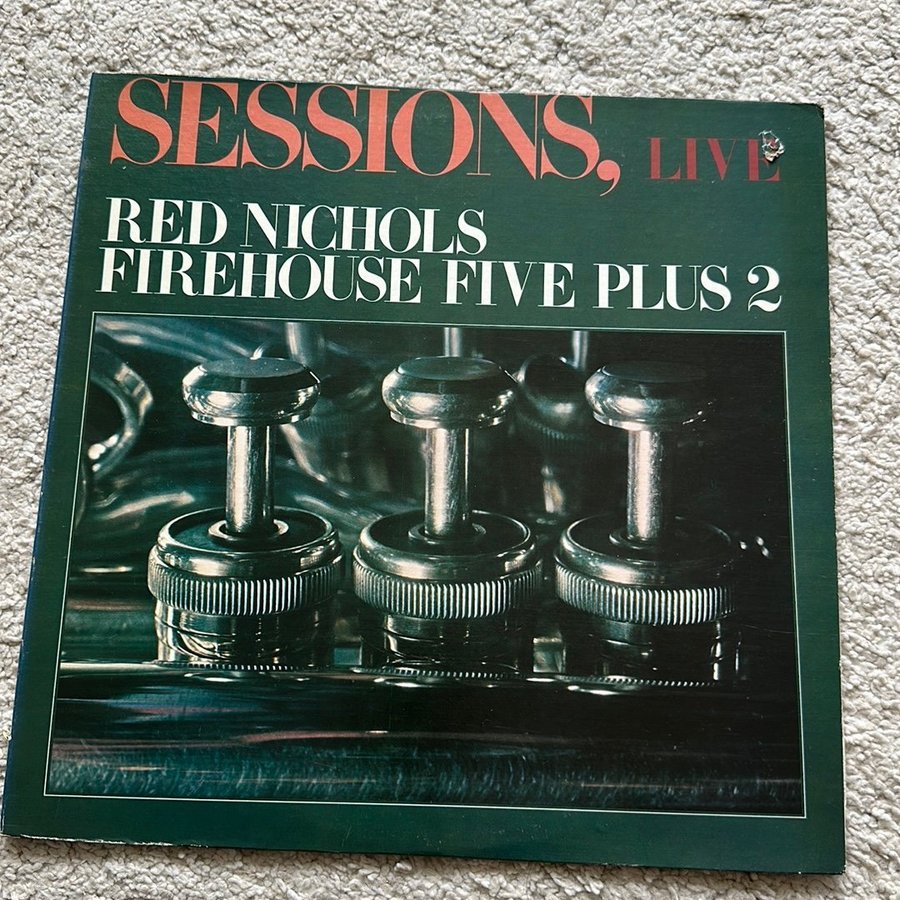 SESSIONS, LIVE
RED NICHOLS
FIREHOUSE FIVE PLUS 2